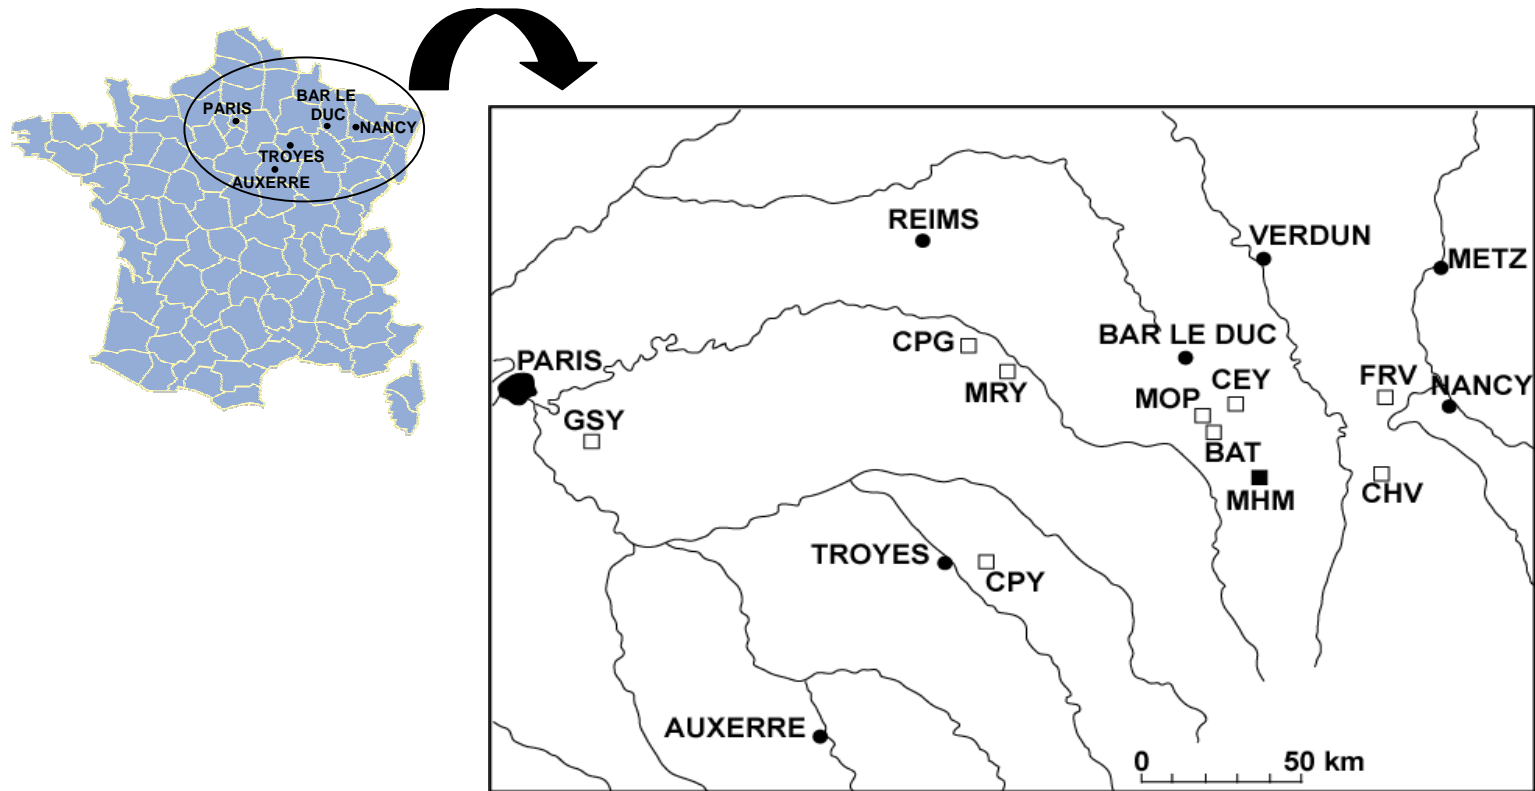 PARIS
BAR LE
DUC
NANCY
TROYES
AUXERRE
REIMS
VERDUN
METZ
CPG
BAR LE DUC
PARIS
MRY
CEY
FRV
NANCY
MOP
GSY
BAT
MHM
CHV
TROYES
CPY
AUXERRE
0 50 km